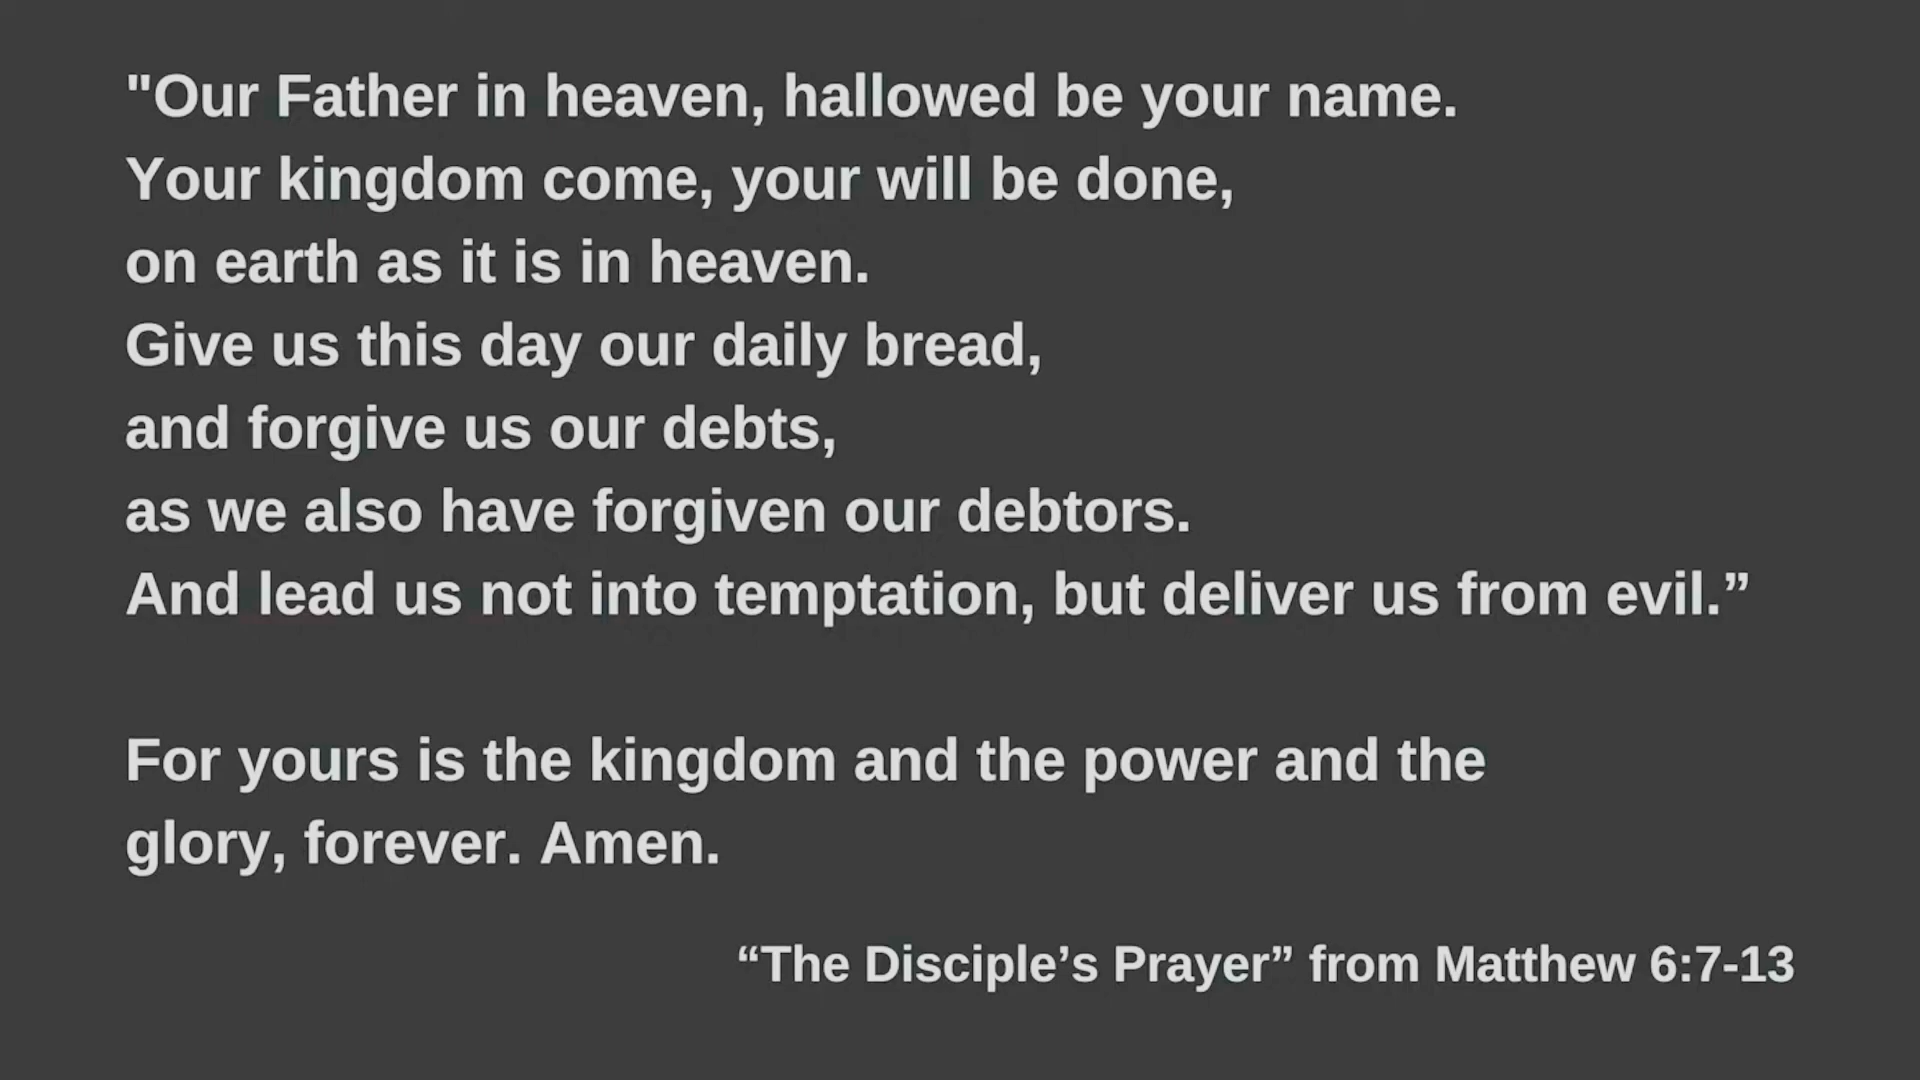 "Our Father in heaven, hallowed be your name.
Your kingdom come, your will be done,
on earth as it is in heaven.
Give us this day our daily bread,
and forgive us our debts,
as we also have forgiven our debtors.
And lead us not into temptation, but deliver us from evil.”
For yours is the kingdom and the power and the
glory, forever. Amen.
“The Disciple’s Prayer” from Matthew 6:7-13